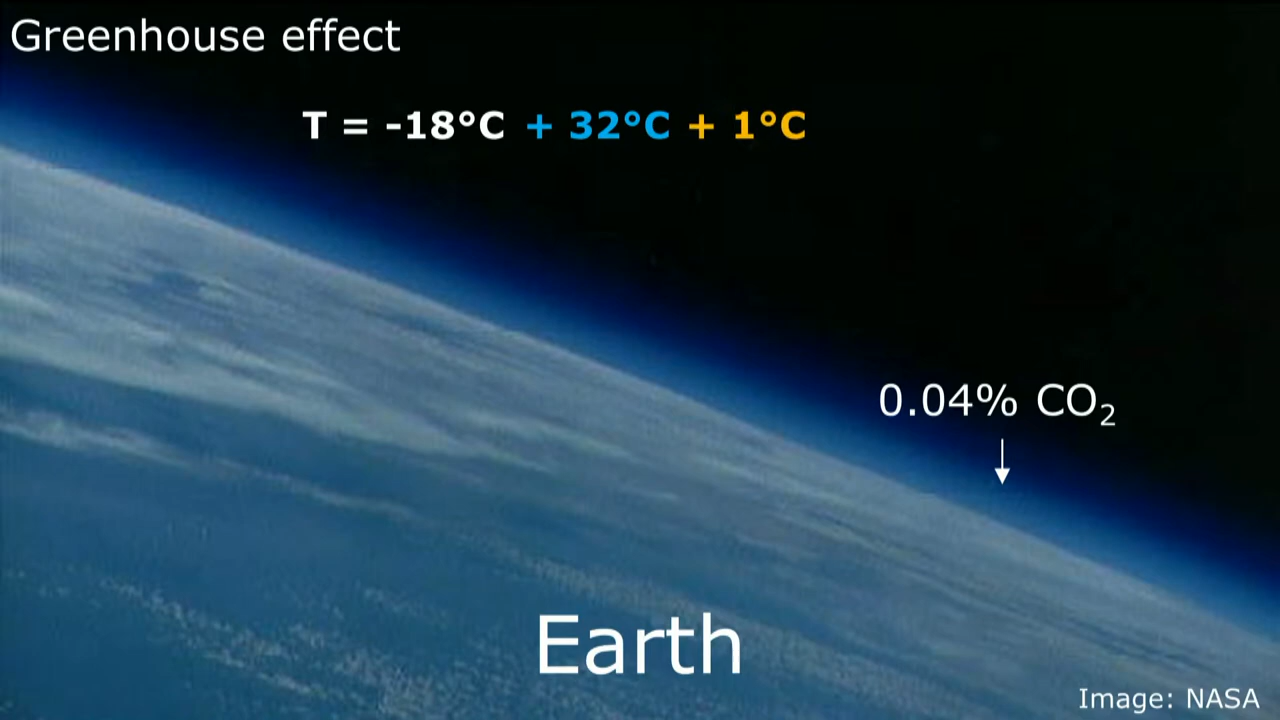 Greenhouse effect
T = -18°C + 32°C + 1°C
0.04% CO₂
Earth
Image: NASA